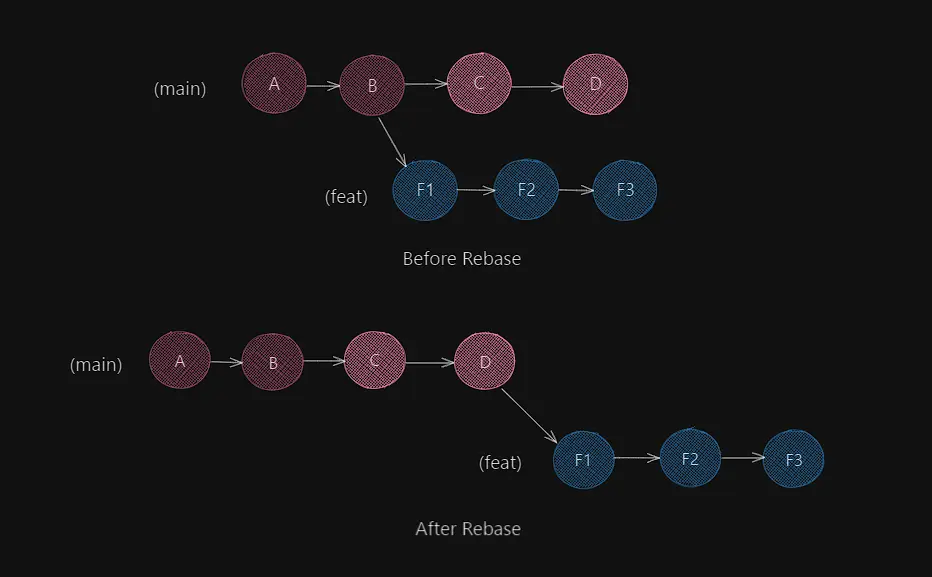 (main) A B C D
(feat) F1 F2 F3
Before Rebase
(main) A B C D
(feat) F1 F2 F3
After Rebase